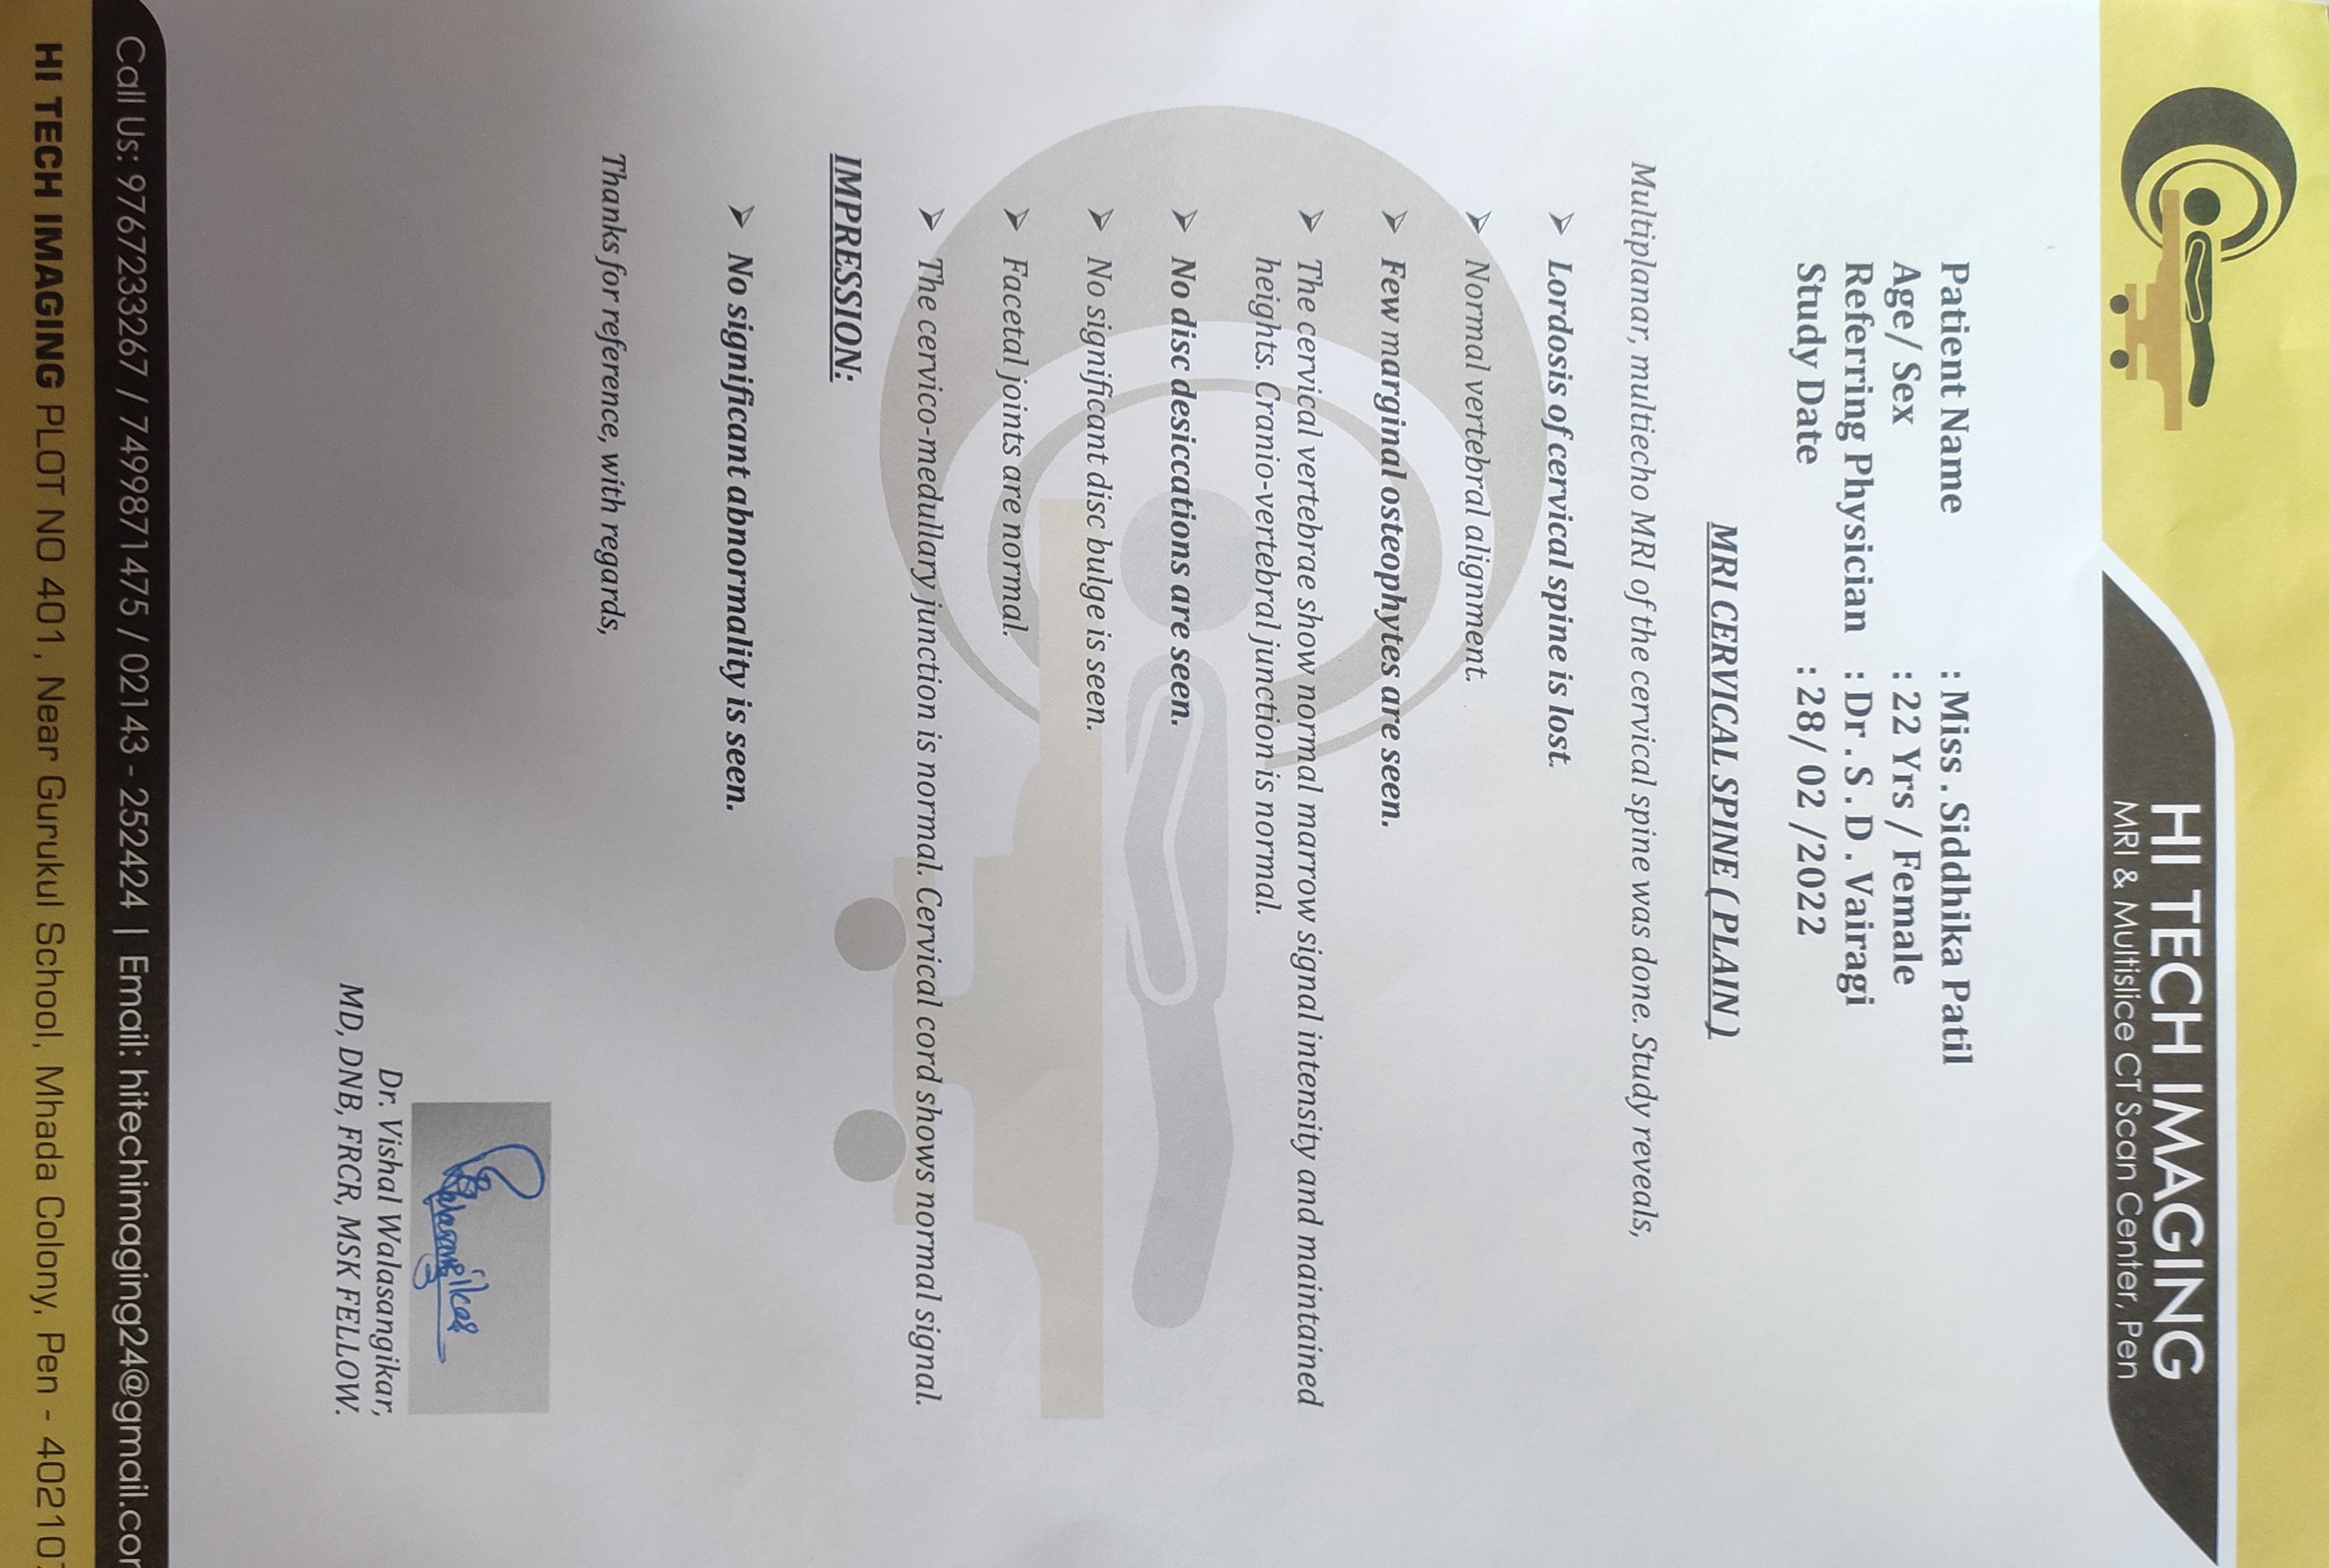 HI TECH IMAGING
MRI & Multislice CT Scan Center, Pen
Patient Name : Miss . Siddhika Patil
Age/ Sex : 22 Yrs / Female
Referring Physician : Dr . S . D . Vairagi
Study Date : 28/ 02 /2022
MRI CERVICAL SPINE ( PLAIN )
Multiplanar, multiecho MRI of the cervical spine was done. Study reveals,
➢ Lordosis of cervical spine is lost.
➢ Normal vertebral alignment.
➢ Few marginal osteophytes are seen.
➢ The cervical vertebrae show normal marrow signal intensity and maintained
heights. Cranio-vertebral junction is normal.
➢ No disc desiccations are seen.
➢ No significant disc bulge is seen.
➢ Facetal joints are normal.
➢ The cervico-medullary junction is normal. Cervical cord shows normal signal.
IMPRESSION:
➢ No significant abnormality is seen.
Thanks for reference, with regards,
Dr. Vishal Walasangikar,
MD, DNB, FRCR, MSK FELLOW.
Call Us: 9767233267 / 7499871475 / 02143 - 252424 | Email: hitechimaging24@gmail.com
HI TECH IMAGING PLOT NO 401 , Near Gurukul School, Mhada Colony, Pen - 402107